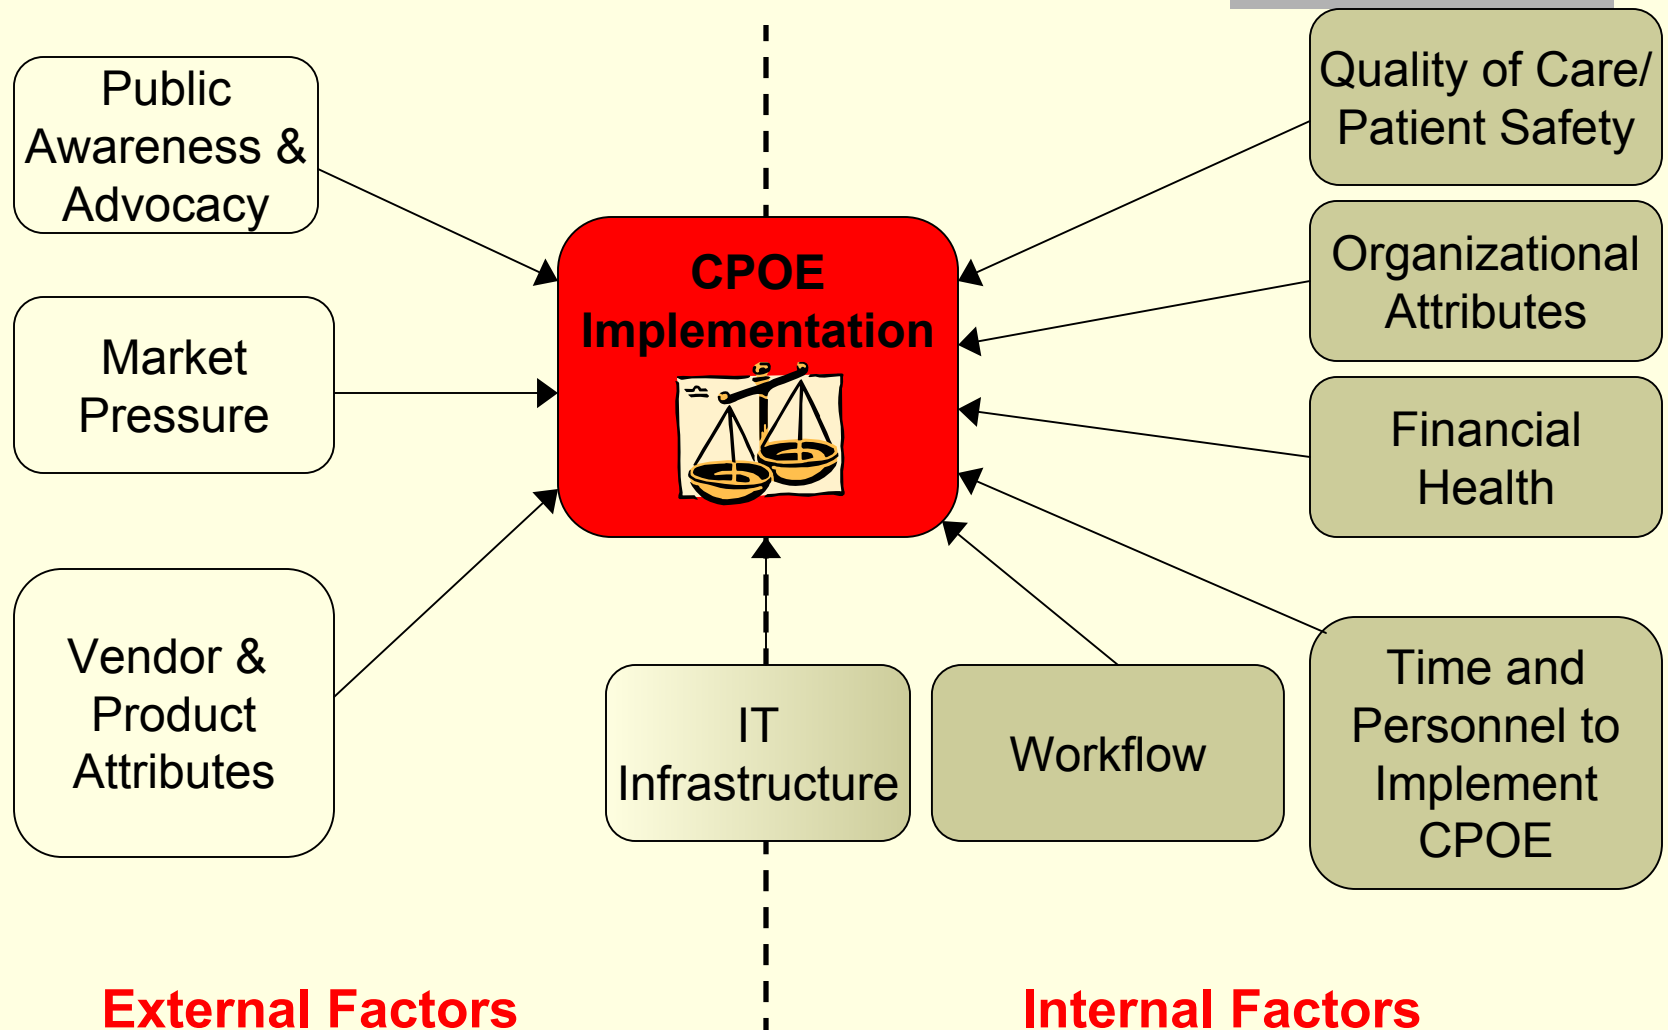 Public
Awareness &
Advocacy
Market
Pressure
Vendor &
Product
Attributes
CPOE
Implementation
IT
Infrastructure
Workflow
Quality of Care/
Patient Safety
Organizational
Attributes
Financial
Health
Time and
Personnel to
Implement
CPOE
External Factors
Internal Factors